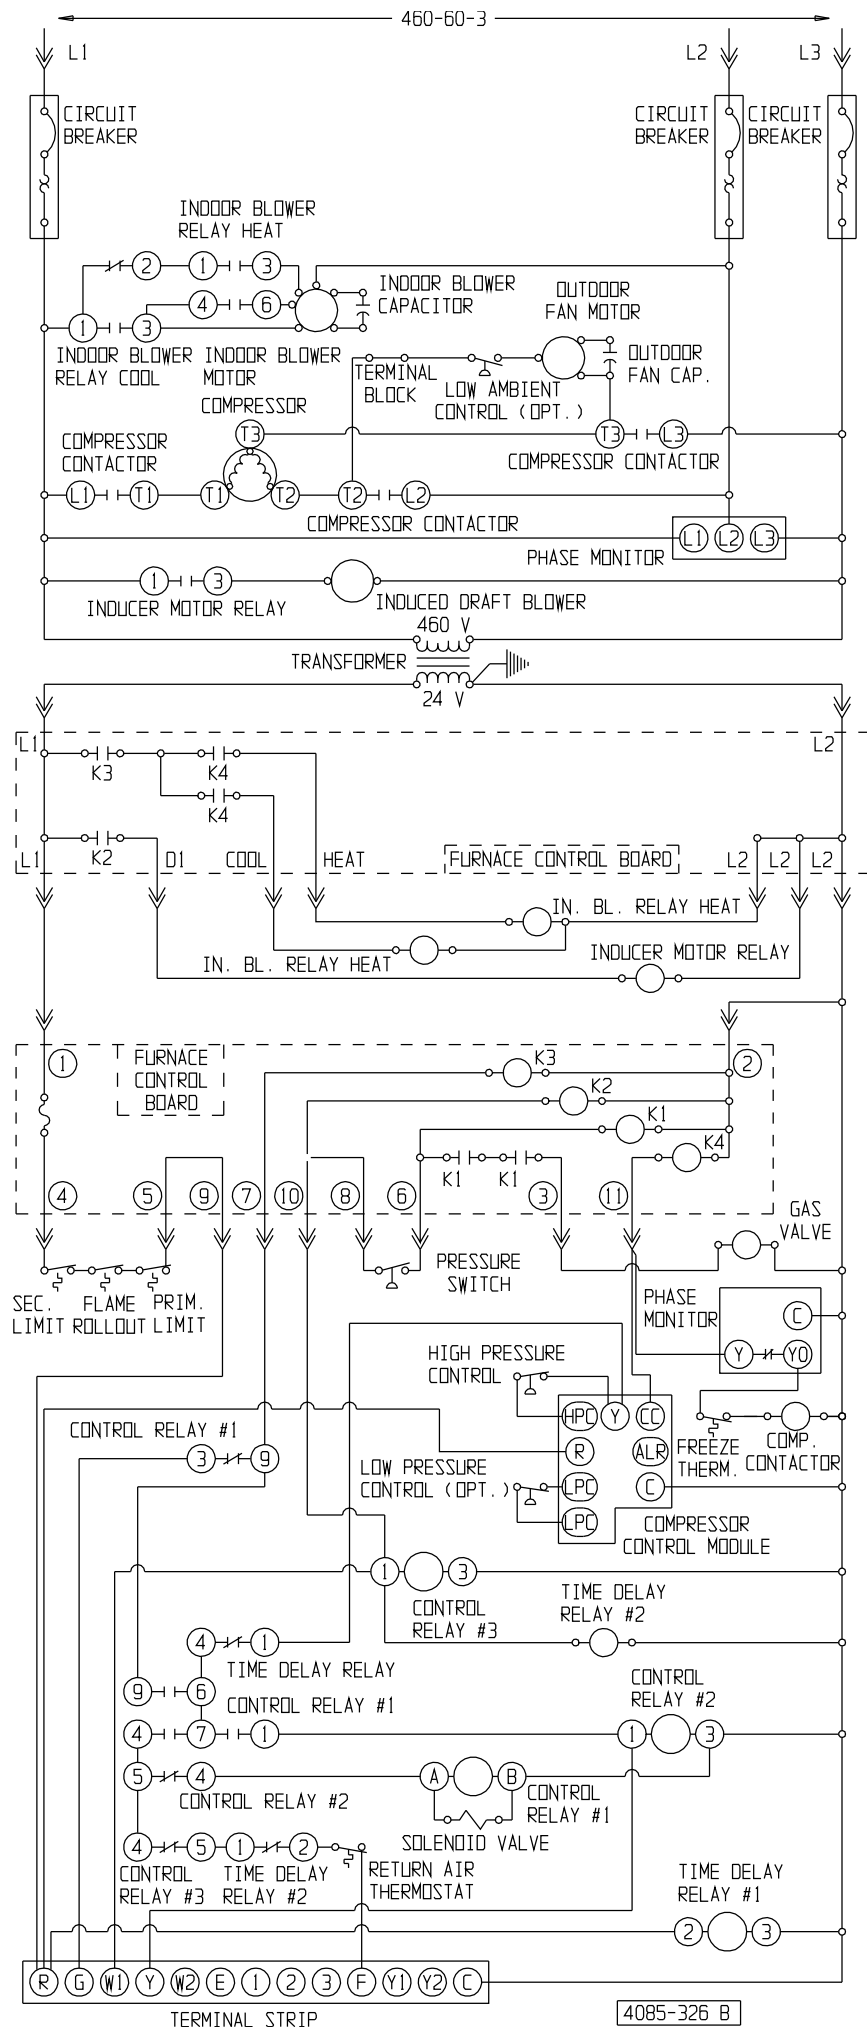 460-60-3
L1
L2
L3
CIRCUIT
BREAKER
CIRCUIT
BREAKER
CIRCUIT
BREAKER
INDOOR BLOWER
RELAY HEAT
2 1 3
4 6
1 3
INDOOR BLOWER
CAPACITOR
OUTDOOR
FAN MOTOR
INDOOR BLOWER
RELAY COOL
INDOOR BLOWER
MOTOR
TERMINAL
BLOCK
LOW AMBIENT
CONTROL (OPT.)
OUTDOOR
FAN CAP.
COMPRESSOR
T3
T3 L3
COMPRESSOR
CONTACTOR
COMPRESSOR CONTACTOR
L1 T1 T1 T2 T2 L2
COMPRESSOR CONTACTOR
L1 L2 L3
PHASE MONITOR
1 3
INDUCER MOTOR RELAY
INDUCED DRAFT BLOWER
460 V
TRANSFORMER
24 V
L1
L2
K3
K4
K4
K2
L1 D1 COOL HEAT
FURNACE CONTROL BOARD
L2 L2 L2
IN. BL. RELAY HEAT
IN. BL. RELAY HEAT
INDUCER MOTOR RELAY
1
FURNACE
CONTROL
BOARD
K3
2
K2
K1
K4
K1 K1
4 5 9 7 10 8 6 3 11
GAS
VALVE
PRESSURE
SWITCH
SEC.
LIMIT
FLAME
ROLLOUT
PRIM.
LIMIT
PHASE
MONITOR
C
Y YO
HIGH PRESSURE
CONTROL
HPC Y CC
R ALR
LPC C
LPC
FREEZE
THERM.
COMP.
CONTACTOR
CONTROL RELAY #1
3 9
LOW PRESSURE
CONTROL (OPT.)
COMPRESSOR
CONTROL MODULE
1 3
CONTROL
RELAY #3
TIME DELAY
RELAY #2
4 1
TIME DELAY RELAY
9 6
CONTROL RELAY #1
CONTROL
RELAY #2
4 7 1
1 3
5 4
CONTROL RELAY #2
A B
CONTROL
RELAY #1
SOLENOID VALVE
4 5 1 2
CONTROL
RELAY #3
TIME DELAY
RELAY #2
RETURN AIR
THERMOSTAT
TIME DELAY
RELAY #1
2 3
R G W1 Y W2 E 1 2 3 F Y1 Y2 C
TERMINAL STRIP
4085-326 B